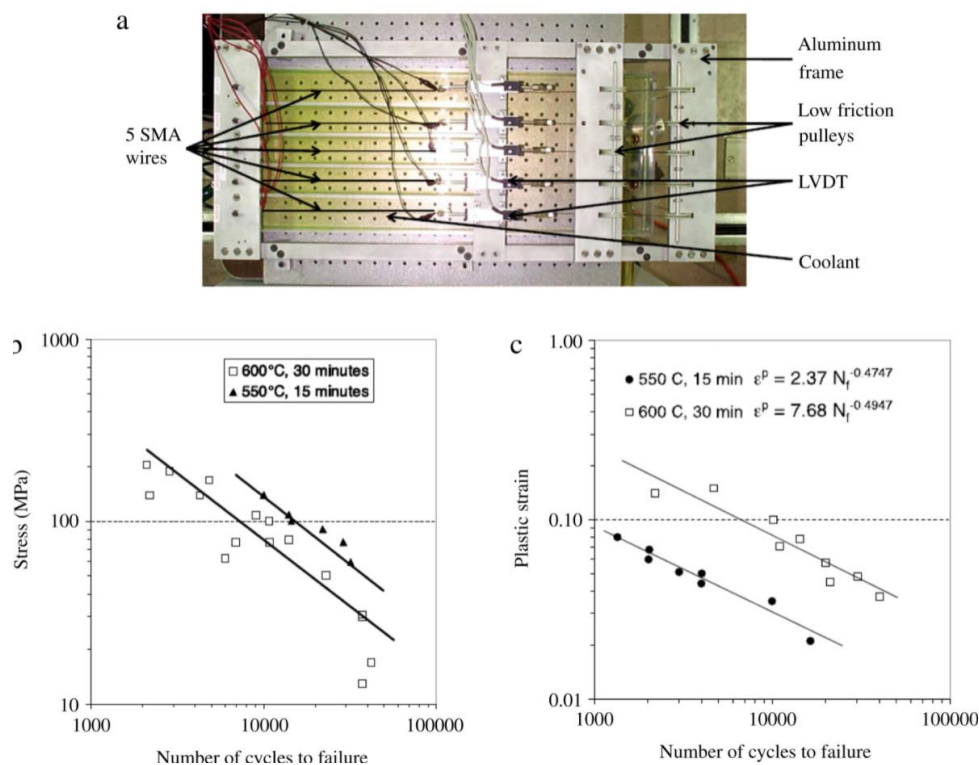 a
Aluminum
frame
Low friction
pulleys
5 SMA
wires
LVDT
Coolant
b
1000
100
10
Stress (MPa)
600°C, 30 minutes
550°C, 15 minutes
1000 10000 100000
Number of cycles to failure
c
1.00
0.10
0.01
Plastic strain
550 C, 15 min εᵖ = 2.37 N_f^-0.4747
600 C, 30 min εᵖ = 7.68 N_f^-0.4947
1000 10000 100000
Number of cycles to failure